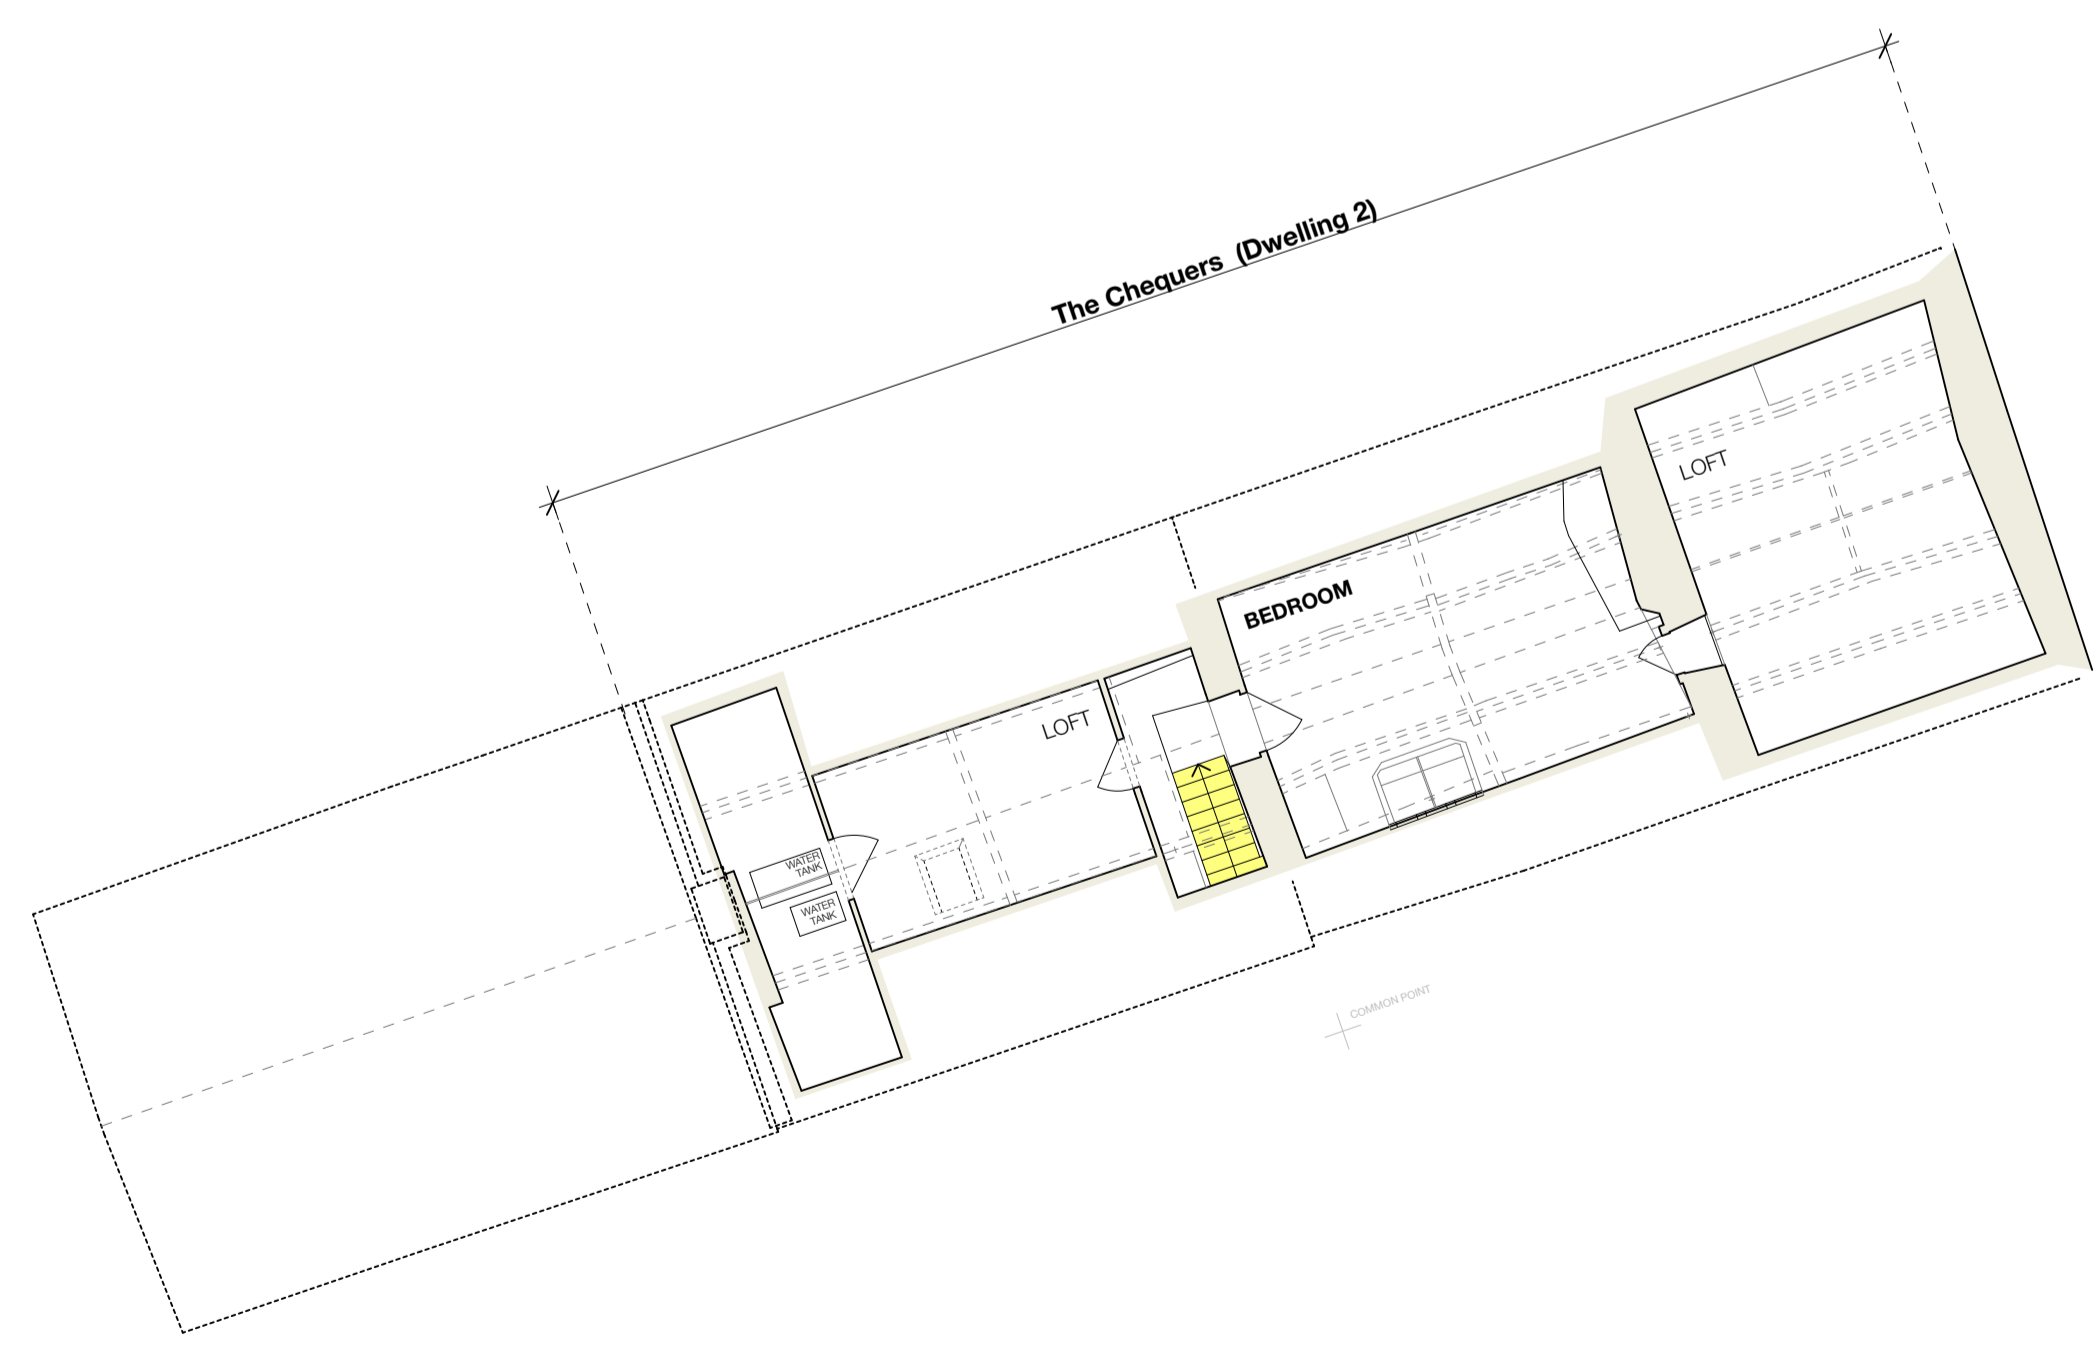 The Chequers (Dwelling 2)
LOFT
BEDROOM
LOFT
WATER
TANK
WATER
TANK
COMMON POINT